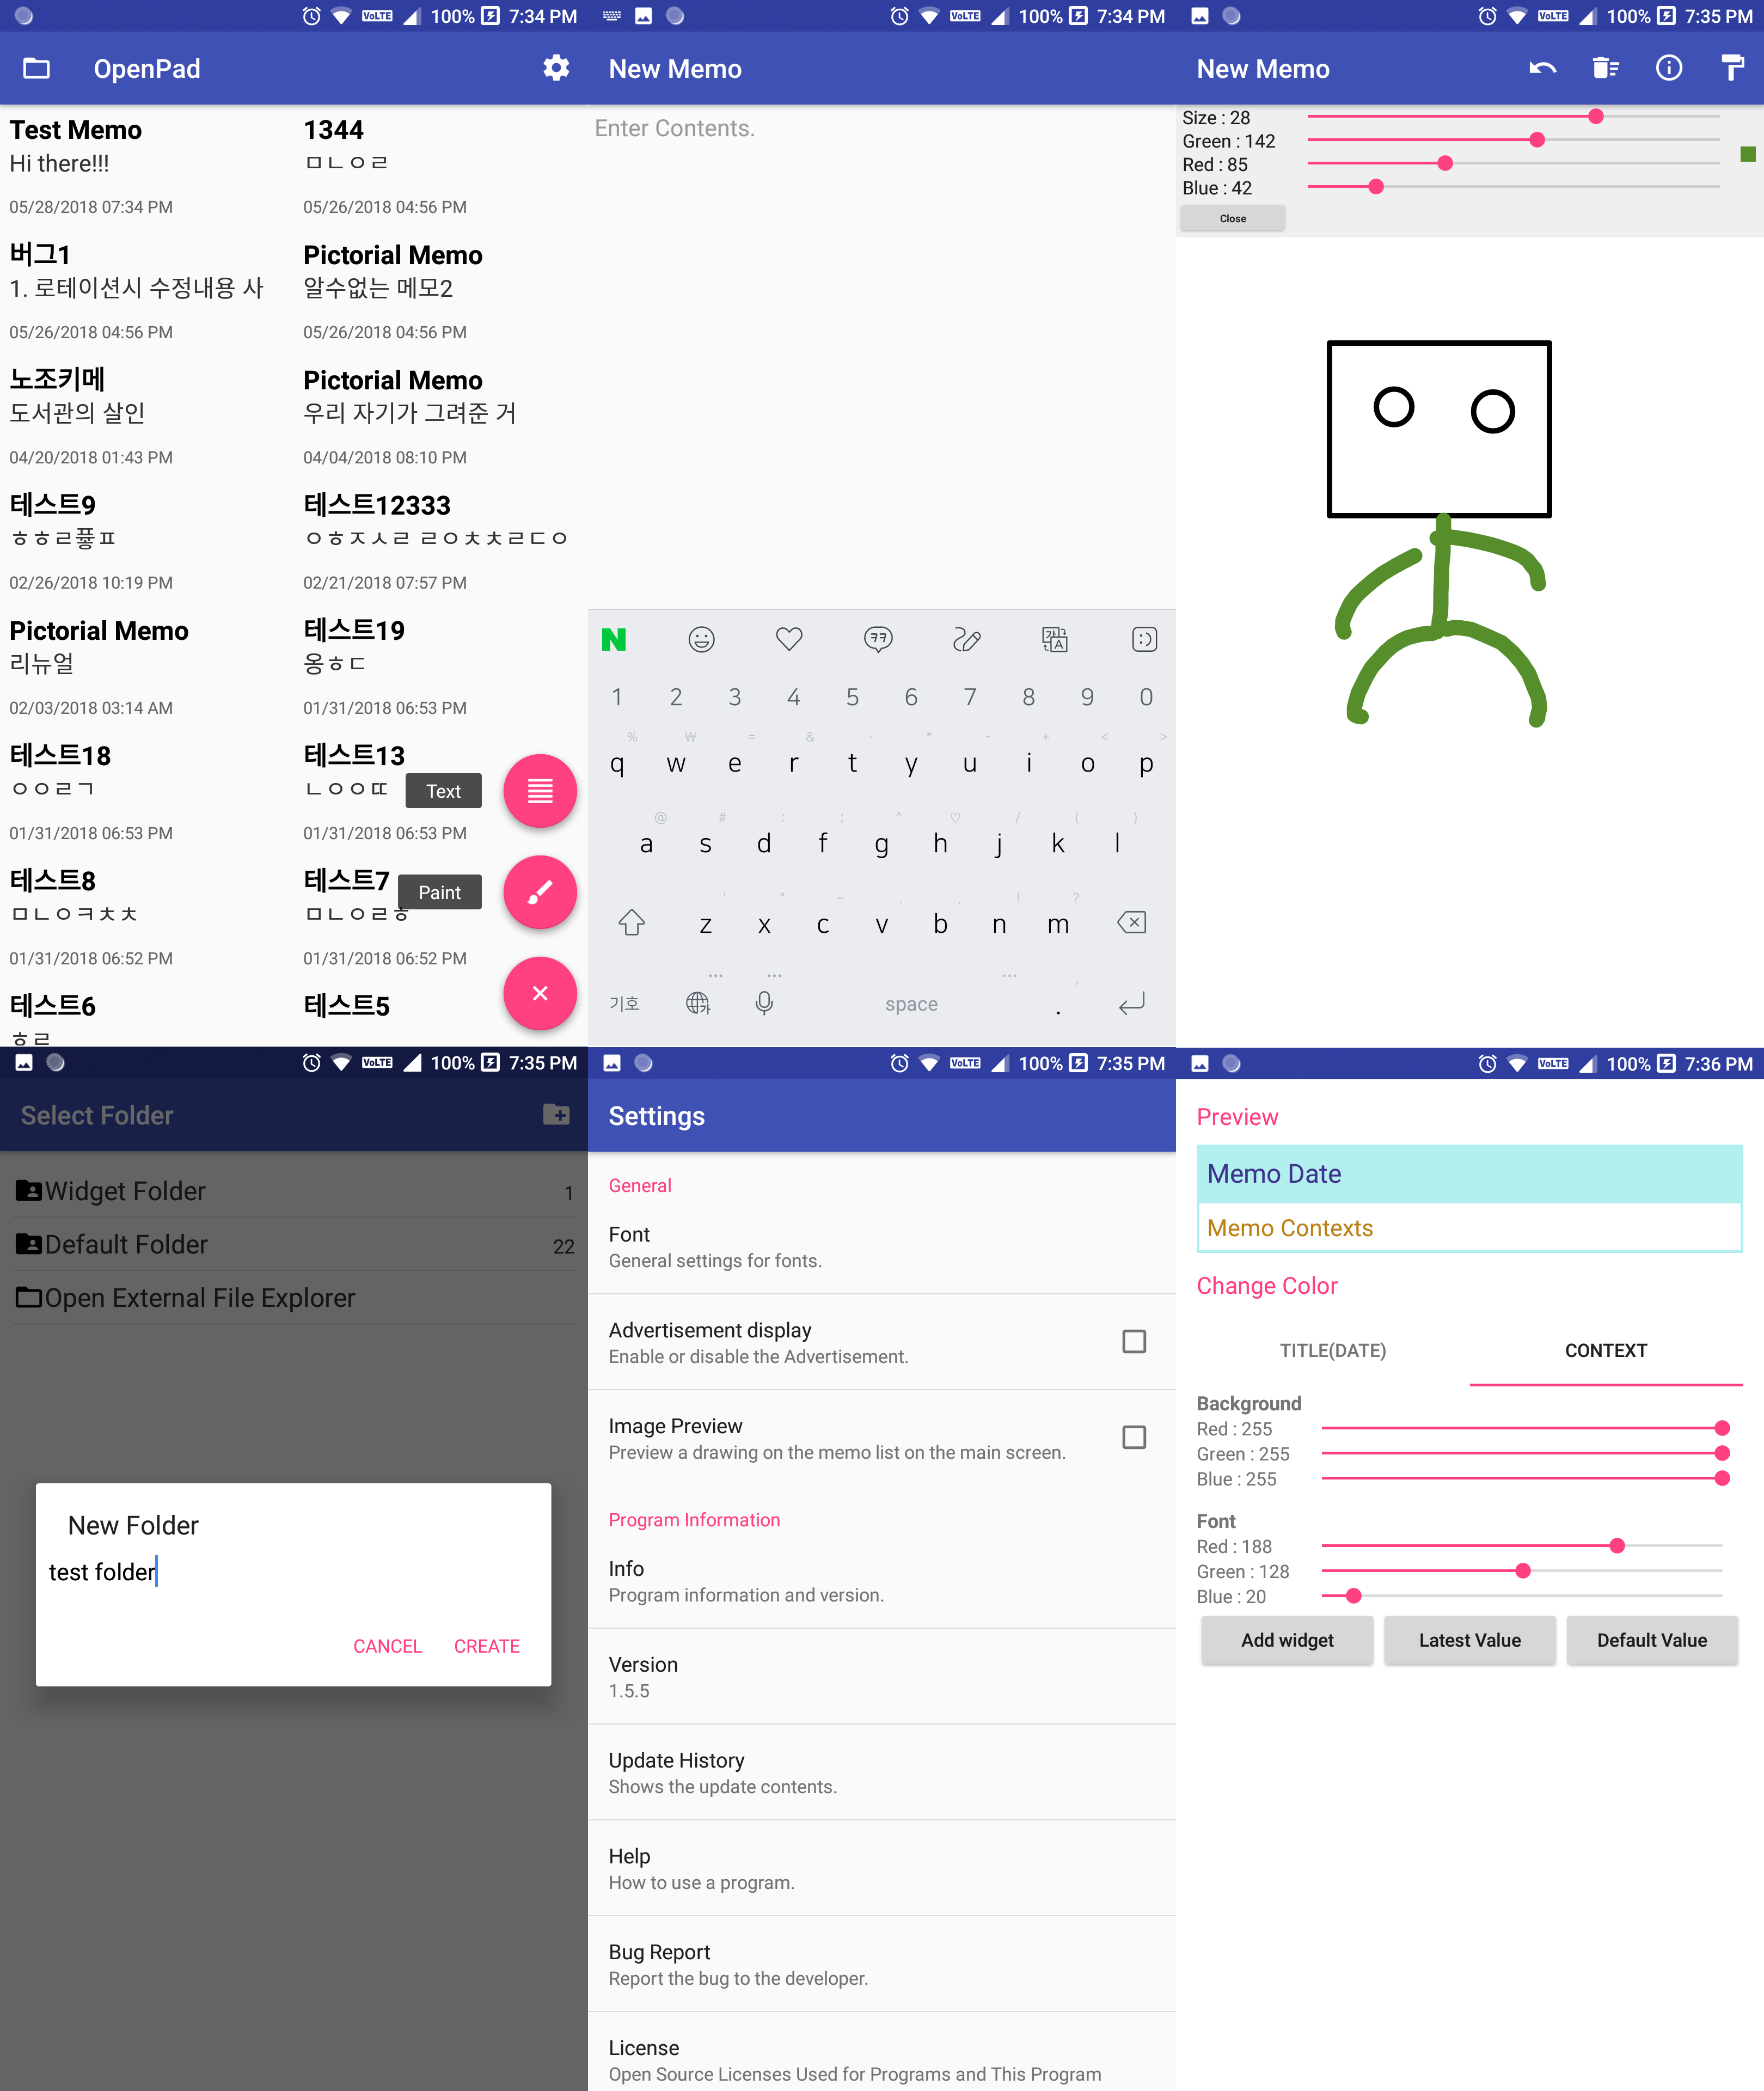 VoLTE 100% 7:34 PM
OpenPad
Test Memo
Hi there!!!
05/28/2018 07:34 PM
1344
ㅁㄴㅇㄹ
05/26/2018 04:56 PM
버그1
1. 로테이션시 수정내용 사
05/26/2018 04:56 PM
Pictorial Memo
알수없는 메모2
05/26/2018 04:56 PM
노조키메
도서관의 살인
04/20/2018 01:43 PM
Pictorial Memo
우리 자기가 그려준 거
04/04/2018 08:10 PM
테스트9
ㅎㅎㄹ퓰ㅍ
02/26/2018 10:19 PM
테스트12333
ㅇㅎㅈㅅㄹ ㄹㅇㅊㅊㄹㄷㅇ
02/21/2018 07:57 PM
Pictorial Memo
리뉴얼
02/03/2018 03:14 AM
테스트19
옹ㅎㄷ
01/31/2018 06:53 PM
테스트18
ㅇㅇㄹㄱ
01/31/2018 06:53 PM
테스트13
ㄴㅇㅇㄸ
01/31/2018 06:53 PM
Text
테스트8
ㅁㄴㅇㅋㅊㅊ
01/31/2018 06:52 PM
테스트7
ㅁㄴㅇㄹㅎ
01/31/2018 06:52 PM
Paint
테스트6
ㅎㄹ
테스트5
VoLTE 100% 7:34 PM
New Memo
Enter Contents.
N ㅋㅋ 가 A :)
1 2 3 4 5 6 7 8 9 0
% ₩ = & · * - + < >
q w e r t y u i o p
@ # : ; ^ ♡ / ( )
a s d f g h j k l
' " ~ . , ! ?
z x c v b n m
기호 가 space .
VoLTE 100% 7:35 PM
New Memo
Size : 28
Green : 142
Red : 85
Blue : 42
Close
VoLTE 100% 7:35 PM
Select Folder
Widget Folder 1
Default Folder 22
Open External File Explorer
New Folder
test folder
CANCEL CREATE
VoLTE 100% 7:35 PM
Settings
General
Font
General settings for fonts.
Advertisement display
Enable or disable the Advertisement.
Image Preview
Preview a drawing on the memo list on the main screen.
Program Information
Info
Program information and version.
Version
1.5.5
Update History
Shows the update contents.
Help
How to use a program.
Bug Report
Report the bug to the developer.
License
Open Source Licenses Used for Programs and This Program
VoLTE 100% 7:36 PM
Preview
Memo Date
Memo Contexts
Change Color
TITLE(DATE) CONTEXT
Background
Red : 255
Green : 255
Blue : 255
Font
Red : 188
Green : 128
Blue : 20
Add widget Latest Value Default Value